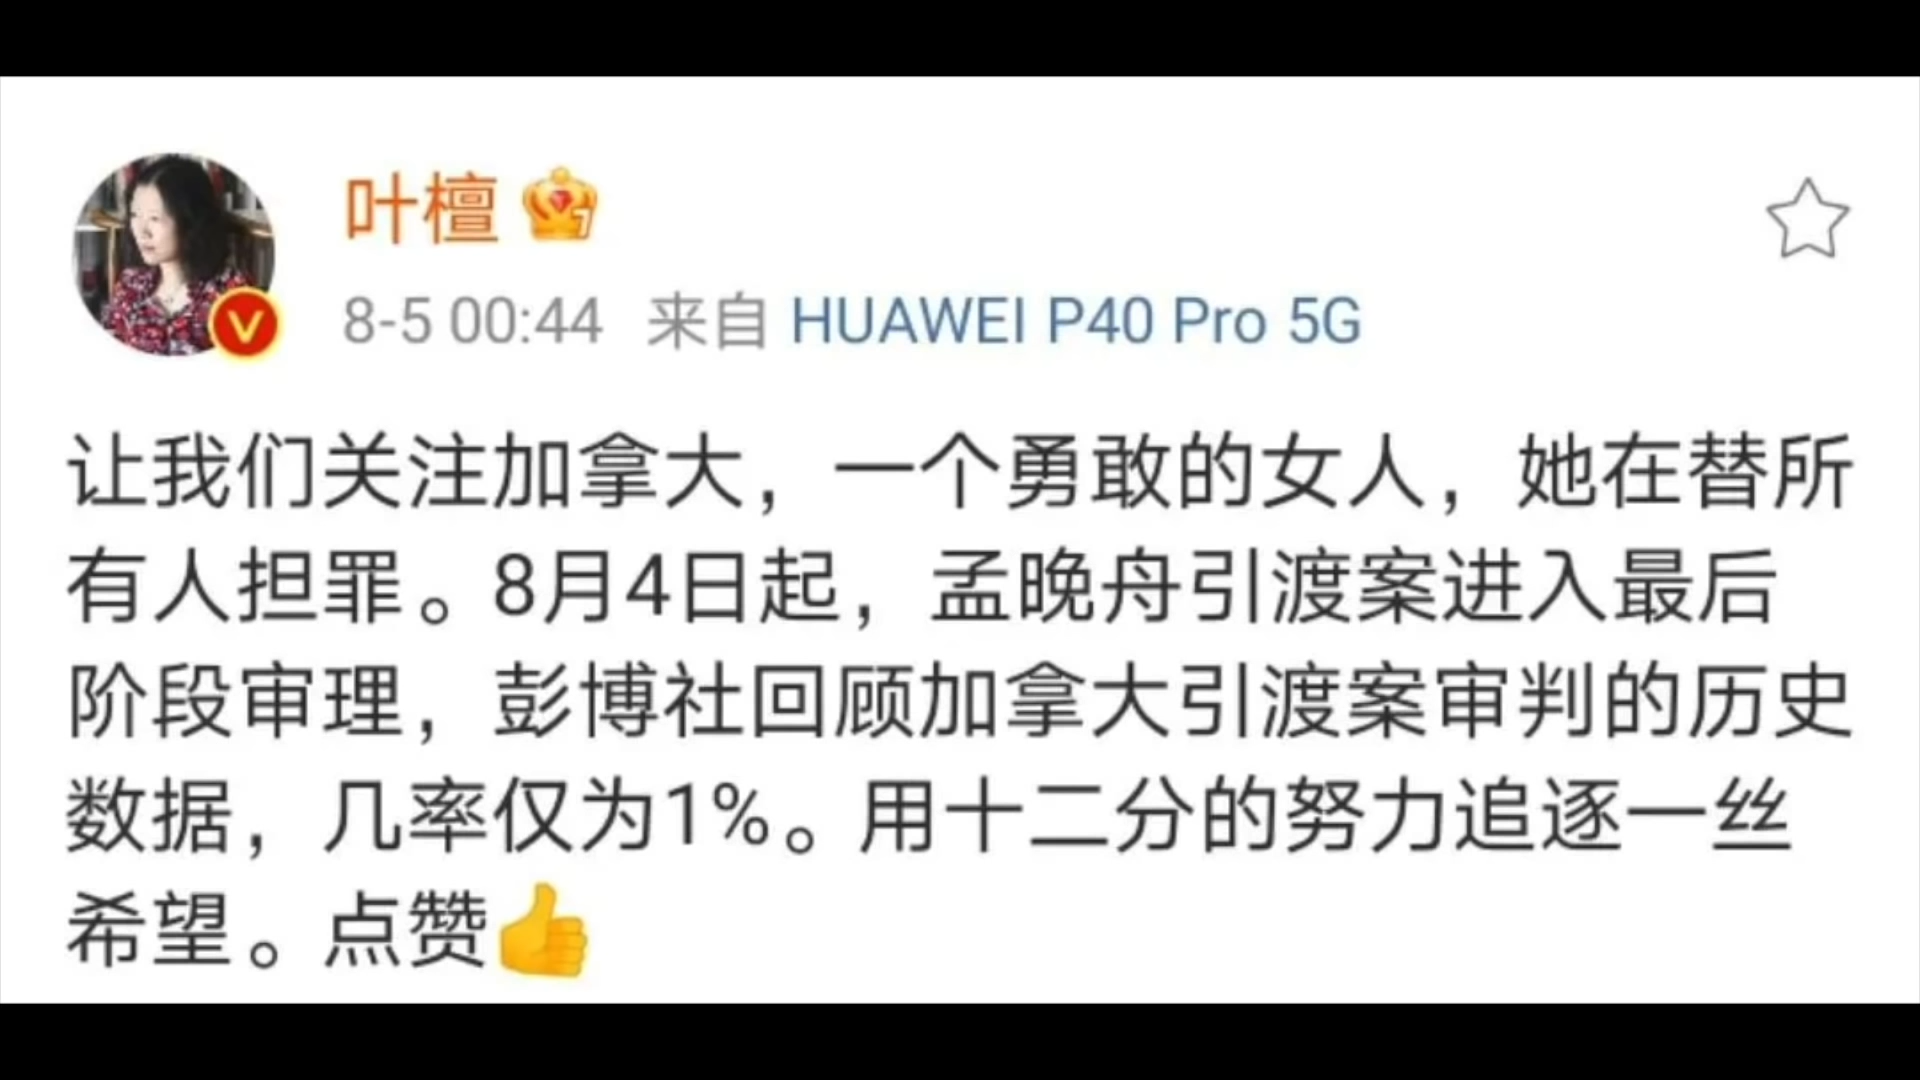 叶檀
8-5 00:44 来自 HUAWEI P40 Pro 5G
让我们关注加拿大，一个勇敢的女人，她在替所
有人担罪。8月4日起，孟晚舟引渡案进入最后
阶段审理，彭博社回顾加拿大引渡案审判的历史
数据，几率仅为1%。用十二分的努力追逐一丝
希望。点赞👍